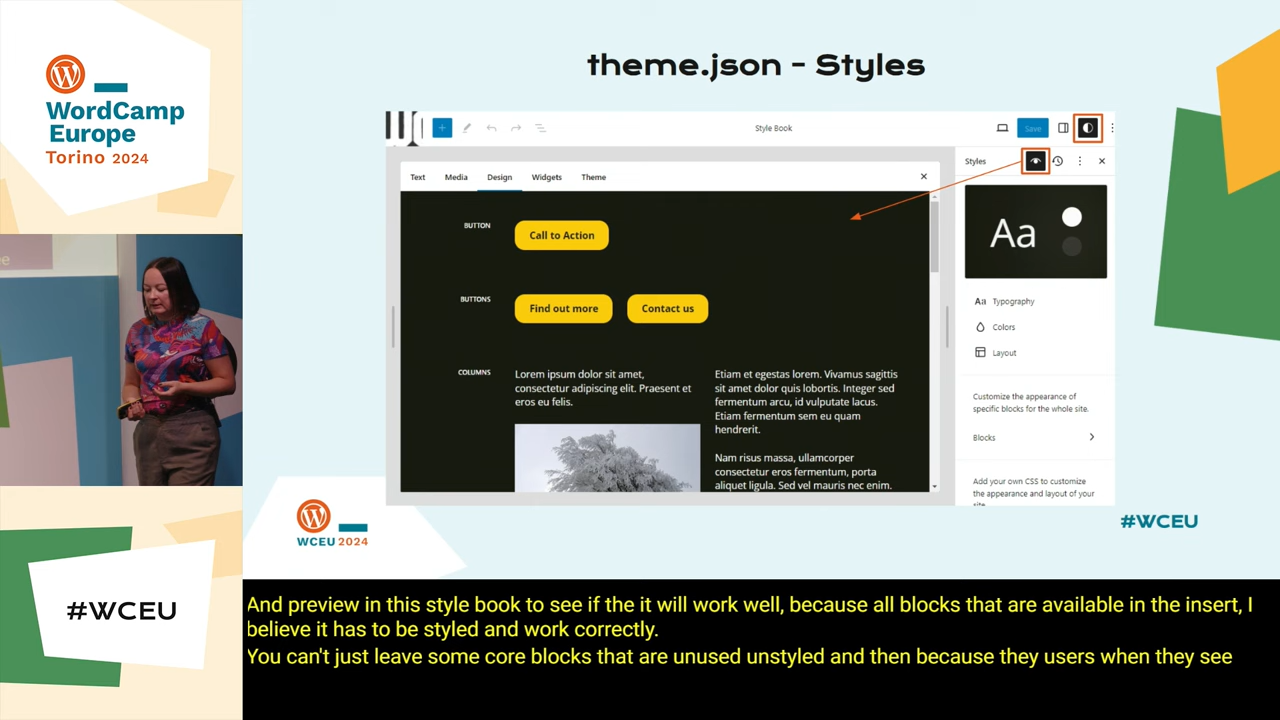 WordCamp
Europe
Torino 2024
e
#WCEU
theme.json - Styles
Style Book
Save
Text Media Design Widgets Theme
BUTTON
Call to Action
BUTTONS
Find out more Contact us
COLUMNS
Lorem ipsum dolor sit amet,
consectetur adipiscing elit. Praesent et
eros eu felis.
Etiam et egestas lorem. Vivamus sagittis
sit amet dolor quis lobortis. Integer sed
fermentum arcu, id vulputate lacus.
Etiam fermentum sem eu quam
hendrerit.
Nam risus massa, ullamcorper
consectetur eros fermentum, porta
aliquet ligula. Sed vel mauris nec enim.
Styles
Aa
Aa Typography
Colors
Layout
Customize the appearance of
specific blocks for the whole site.
Blocks
Add your own CSS to customize
the appearance and layout of your
site.
WCEU 2024
#WCEU
And preview in this style book to see if the it will work well, because all blocks that are available in the insert, I
believe it has to be styled and work correctly.
You can't just leave some core blocks that are unused unstyled and then because they users when they see